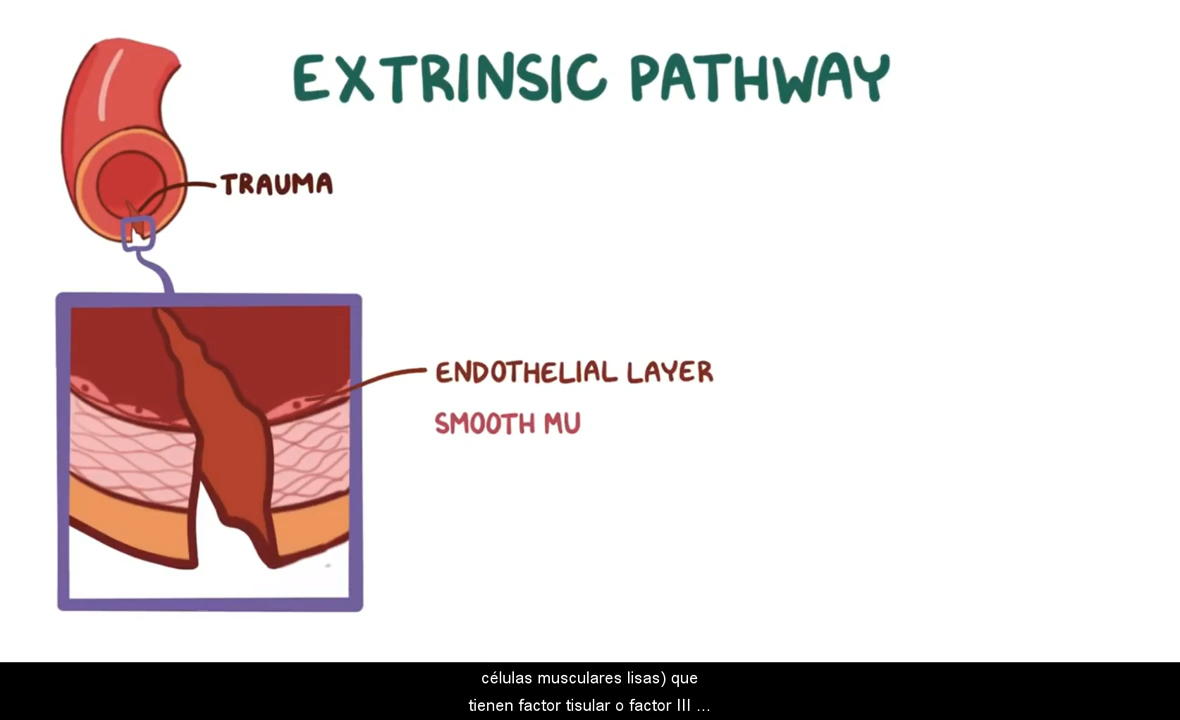 EXTRINSIC PATHWAY
TRAUMA
ENDOTHELIAL LAYER
SMOOTH MU
células musculares lisas) que
tienen factor tisular o factor III ...